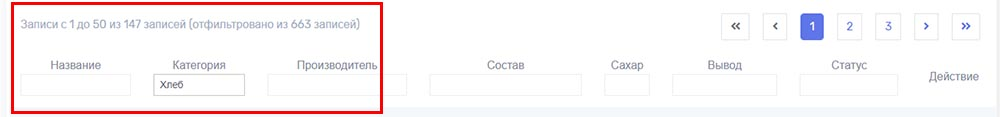 Записи с 1 до 50 из 147 записей (отфильтровано из 663 записей)
« ‹ 1 2 3 › »
Название Категория Производитель Состав Сахар Вывод Статус Действие
Хлеб